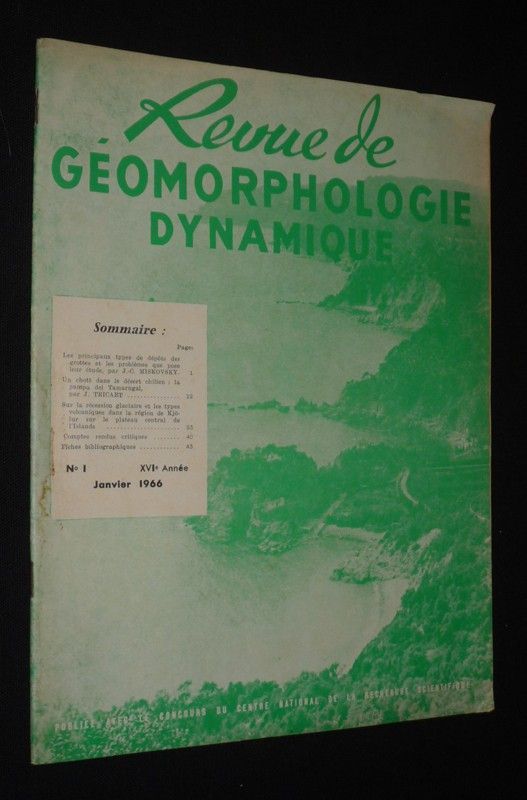 Revue de
GÉOMORPHOLOGIE
DYNAMIQUE
Sommaire :
Pages
Les principaux types de dépôts des
grottes et les problèmes que pose
leur étude, par J.-C. MISKOVSKY. 1
Un chott dans le désert chilien : la
pampa del Tamarugal,
par J. TRICART 12
Sur la récession glaciaire et les types
volcaniques dans la région de Kjö-
lur sur le plateau central de
l'Islande 23
Comptes rendus critiques 40
Fiches bibliographiques 45
No 1 XVIe Année
Janvier 1966
PUBLIÉE AVEC LE CONCOURS DU CENTRE NATIONAL DE LA RECHERCHE SCIENTIFIQUE